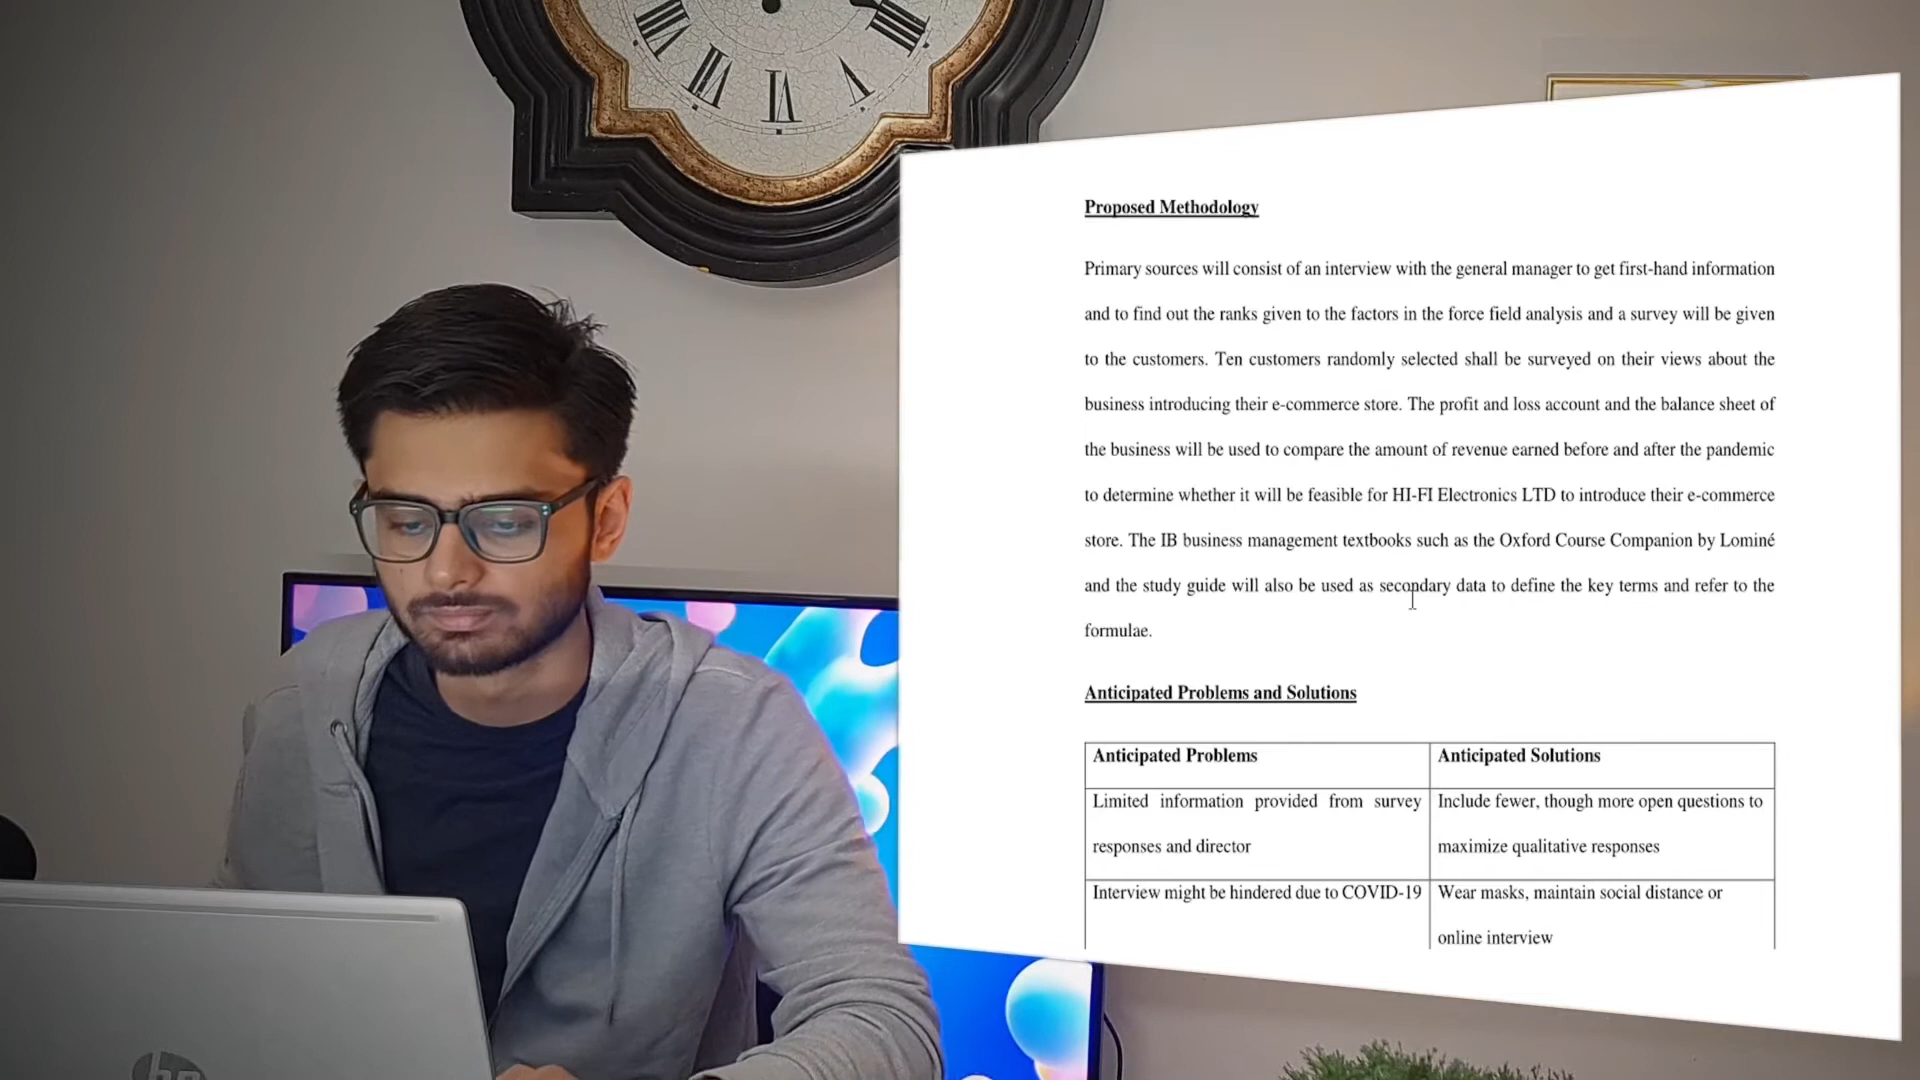 VIII
VII
VI
V
IIII
Proposed Methodology
Primary sources will consist of an interview with the general manager to get first-hand information
and to find out the ranks given to the factors in the force field analysis and a survey will be given
to the customers. Ten customers randomly selected shall be surveyed on their views about the
business introducing their e-commerce store. The profit and loss account and the balance sheet of
the business will be used to compare the amount of revenue earned before and after the pandemic
to determine whether it will be feasible for HI-FI Electronics LTD to introduce their e-commerce
store. The IB business management textbooks such as the Oxford Course Companion by Lominé
and the study guide will also be used as secondary data to define the key terms and refer to the
formulae.
Anticipated Problems and Solutions
Anticipated Problems
Anticipated Solutions
Limited information provided from survey
responses and director
Include fewer, though more open questions to
maximize qualitative responses
Interview might be hindered due to COVID-19
Wear masks, maintain social distance or
online interview
hp